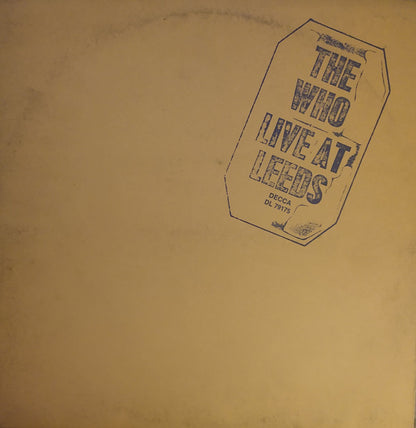 THE
WHO
LIVE AT
LEEDS
DECCA
DL 79175